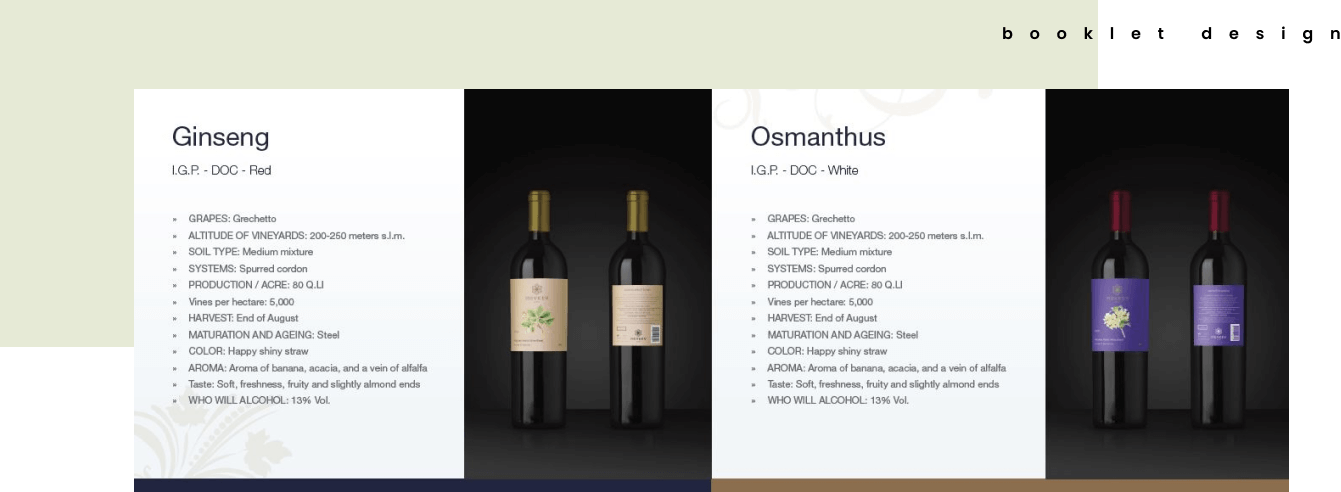 booklet design
Ginseng
I.G.P. - DOC - Red
» GRAPES: Grechetto
» ALTITUDE OF VINEYARDS: 200-250 meters s.l.m.
» SOIL TYPE: Medium mixture
» SYSTEMS: Spurred cordon
» PRODUCTION / ACRE: 80 Q.LI
» Vines per hectare: 5,000
» HARVEST: End of August
» MATURATION AND AGEING: Steel
» COLOR: Happy shiny straw
» AROMA: Aroma of banana, acacia, and a vein of alfalfa
» Taste: Soft, freshness, fruity and slightly almond ends
» WHO WILL ALCOHOL: 13% Vol.
Osmanthus
I.G.P. - DOC - White
» GRAPES: Grechetto
» ALTITUDE OF VINEYARDS: 200-250 meters s.l.m.
» SOIL TYPE: Medium mixture
» SYSTEMS: Spurred cordon
» PRODUCTION / ACRE: 80 Q.LI
» Vines per hectare: 5,000
» HARVEST: End of August
» MATURATION AND AGEING: Steel
» COLOR: Happy shiny straw
» AROMA: Aroma of banana, acacia, and a vein of alfalfa
» Taste: Soft, freshness, fruity and slightly almond ends
» WHO WILL ALCOHOL: 13% Vol.